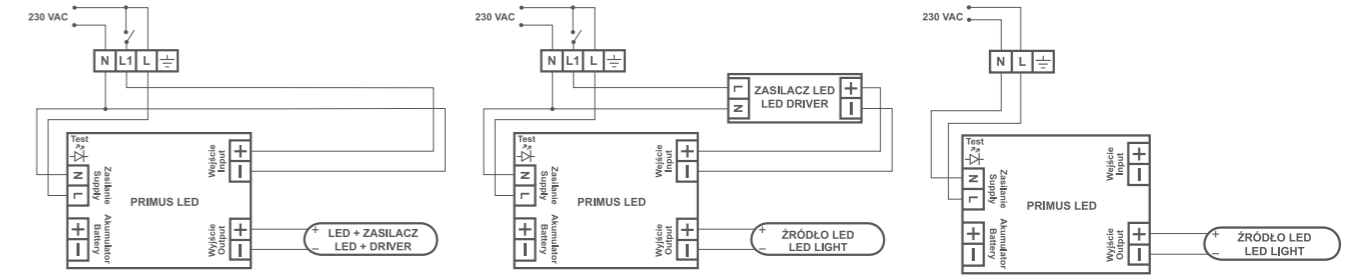 230 VAC
N L1 L
Test
N
L
Zasilanie
Supply
Akumulator
Battery
+
−
PRIMUS LED
Wejście
Input
+
−
Wyjście
Output
+
−
+ LED + ZASILACZ
− LED + DRIVER
230 VAC
N L1 L
L
N
ZASILACZ LED
LED DRIVER
+
−
Test
N
L
Zasilanie
Supply
Akumulator
Battery
+
−
PRIMUS LED
Wejście
Input
+
−
Wyjście
Output
+
−
+ ŹRÓDŁO LED
− LED LIGHT
230 VAC
N L
Test
N
L
Zasilanie
Supply
Akumulator
Battery
+
−
PRIMUS LED
Wejście
Input
+
−
Wyjście
Output
+
−
+ ŹRÓDŁO LED
− LED LIGHT